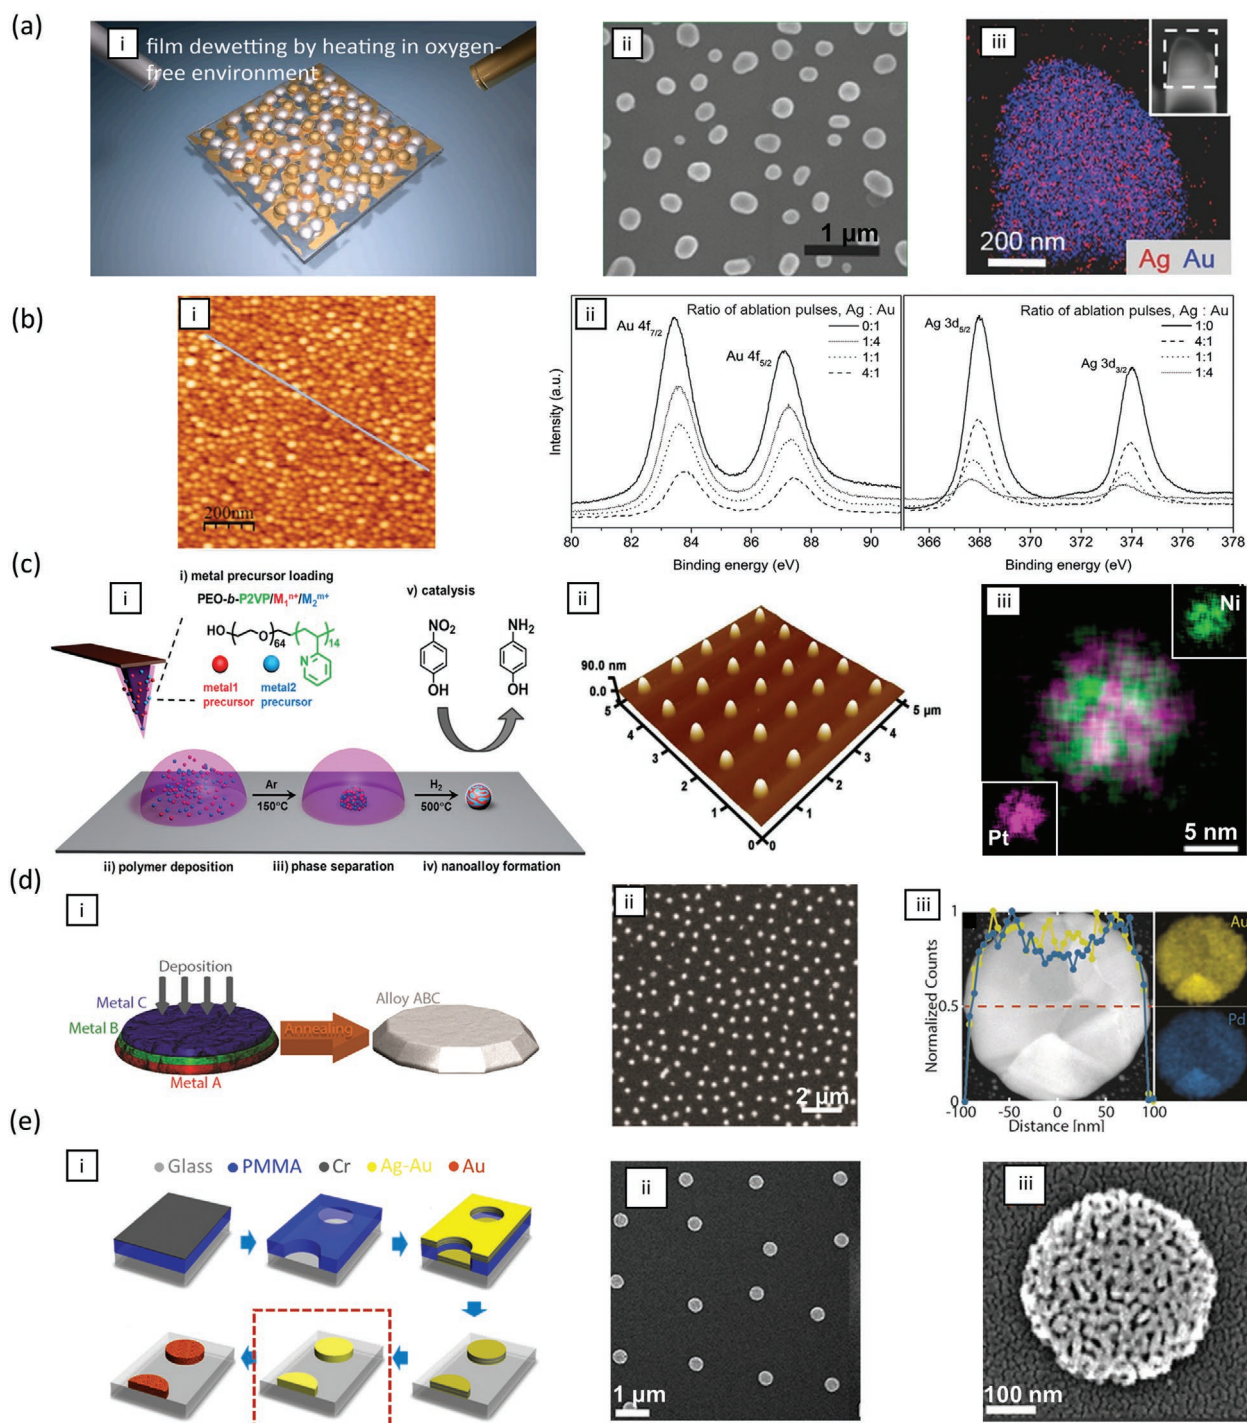 (a)
i
film dewetting by heating in oxygen-
free environment
ii
1 µm
iii
200 nm
Ag Au
(b)
i
200nm
ii
Ratio of ablation pulses, Ag : Au
Au 4f7/2
Au 4f5/2
0:1
1:4
1:1
4:1
Intensity (a.u.)
80 82 84 86 88 90
Binding energy (eV)
Ratio of ablation pulses, Ag : Au
Ag 3d5/2
Ag 3d3/2
1:0
4:1
1:1
1:4
366 368 370 372 374 376 378
Binding energy (eV)
(c)
i
i) metal precursor loading
PEO-b-P2VP/M1n+/M2m+
HO
O
64
14
N
metal1
precursor
metal2
precursor
v) catalysis
NO2
OH
NH2
OH
Ar
150°C
H2
500°C
ii) polymer deposition
iii) phase separation
iv) nanoalloy formation
ii
90.0 nm
0.0
5
4
3
2
1
0
5 µm
4
3
2
1
0
iii
Ni
Pt
5 nm
(d)
i
Deposition
Metal C
Metal B
Metal A
Annealing
Alloy ABC
ii
2 µm
iii
Normalized Counts
1
0.5
0
-100 -50 0 50 100
Distance [nm]
Au
Pd
(e)
i
Glass PMMA Cr Ag-Au Au
ii
1 µm
iii
100 nm